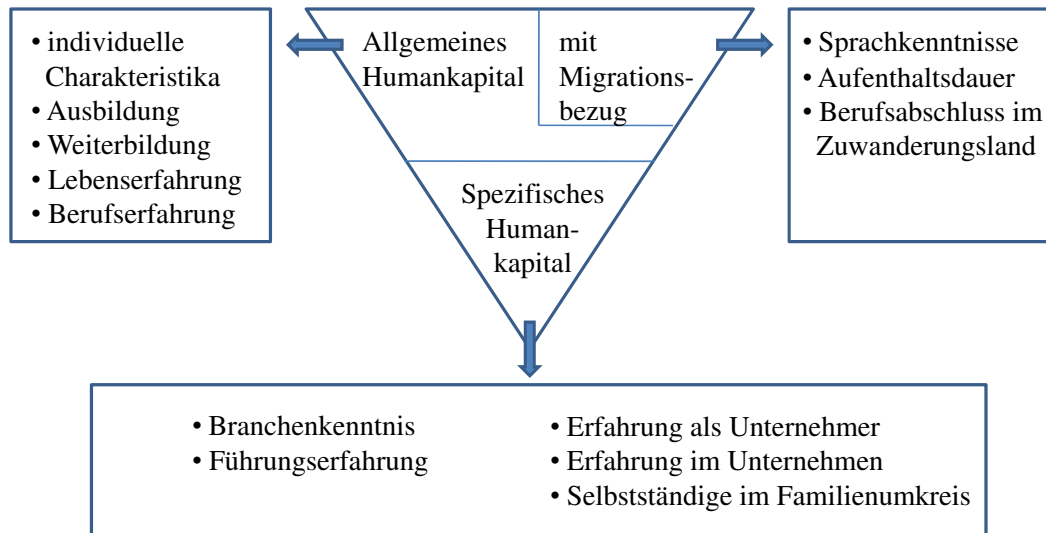 • individuelle
Charakteristika
• Ausbildung
• Weiterbildung
• Lebenserfahrung
• Berufserfahrung
Allgemeines
Humankapital
mit
Migrations-
bezug
• Sprachkenntnisse
• Aufenthaltsdauer
• Berufsabschluss im
Zuwanderungsland
Spezifisches
Human-
kapital
• Branchenkenntnis
• Führungserfahrung
• Erfahrung als Unternehmer
• Erfahrung im Unternehmen
• Selbstständige im Familienumkreis